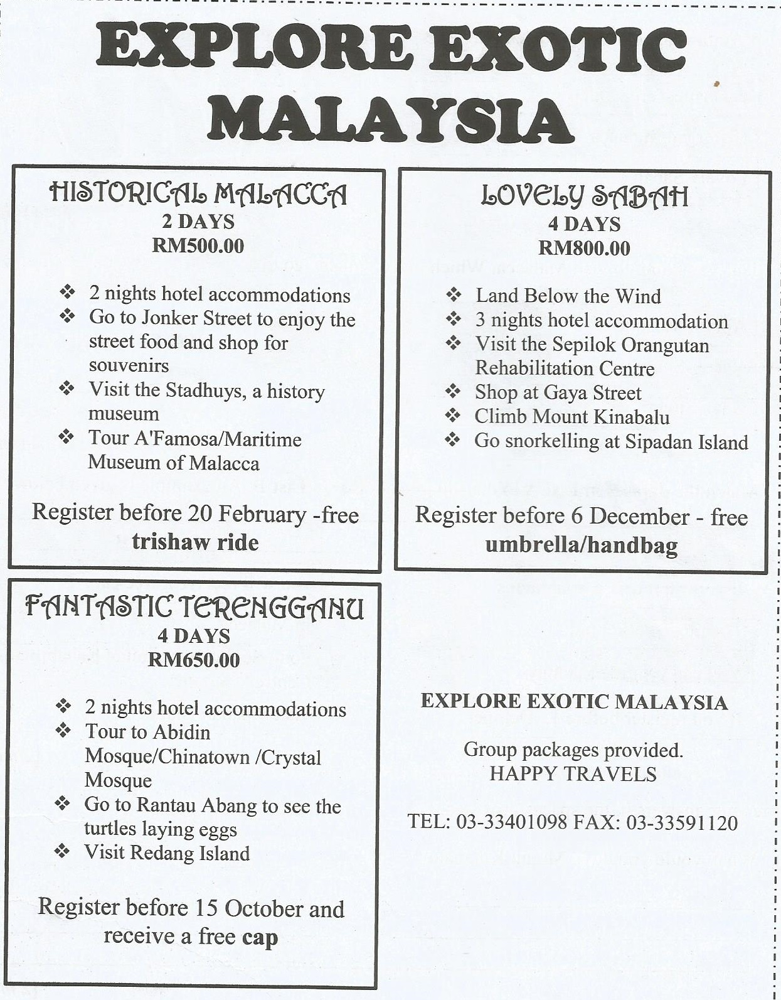 EXPLORE EXOTIC
MALAYSIA
HISTORICAL MALACCA
2 DAYS
RM500.00
❖ 2 nights hotel accommodations
❖ Go to Jonker Street to enjoy the
street food and shop for
souvenirs
❖ Visit the Stadhuys, a history
museum
❖ Tour A'Famosa/Maritime
Museum of Malacca
Register before 20 February -free
trishaw ride
LOVELY SABAH
4 DAYS
RM800.00
❖ Land Below the Wind
❖ 3 nights hotel accommodation
❖ Visit the Sepilok Orangutan
Rehabilitation Centre
❖ Shop at Gaya Street
❖ Climb Mount Kinabalu
❖ Go snorkelling at Sipadan Island
Register before 6 December - free
umbrella/handbag
FANTASTIC TERENGGANU
4 DAYS
RM650.00
❖ 2 nights hotel accommodations
❖ Tour to Abidin
Mosque/Chinatown /Crystal
Mosque
❖ Go to Rantau Abang to see the
turtles laying eggs
❖ Visit Redang Island
Register before 15 October and
receive a free cap
EXPLORE EXOTIC MALAYSIA
Group packages provided.
HAPPY TRAVELS
TEL: 03-33401098 FAX: 03-33591120